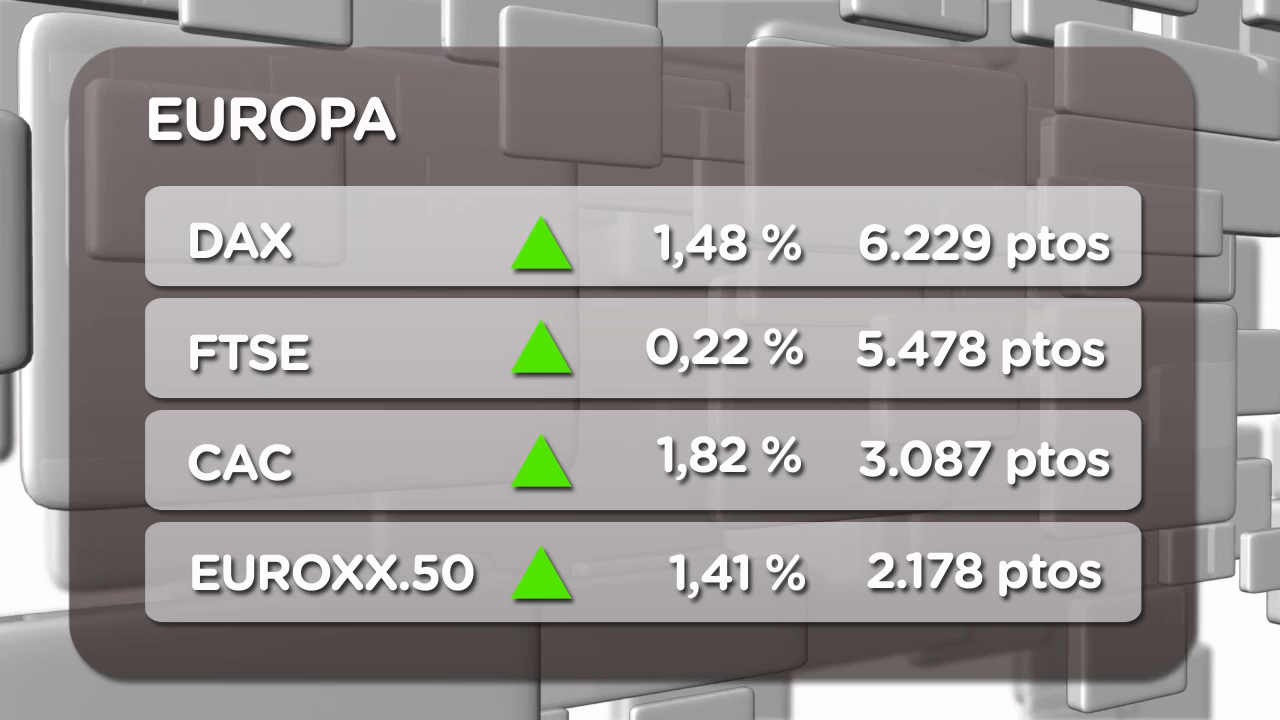 EUROPA
DAX 1,48 % 6.229 ptos
FTSE 0,22 % 5.478 ptos
CAC 1,82 % 3.087 ptos
EUROXX.50 1,41 % 2.178 ptos